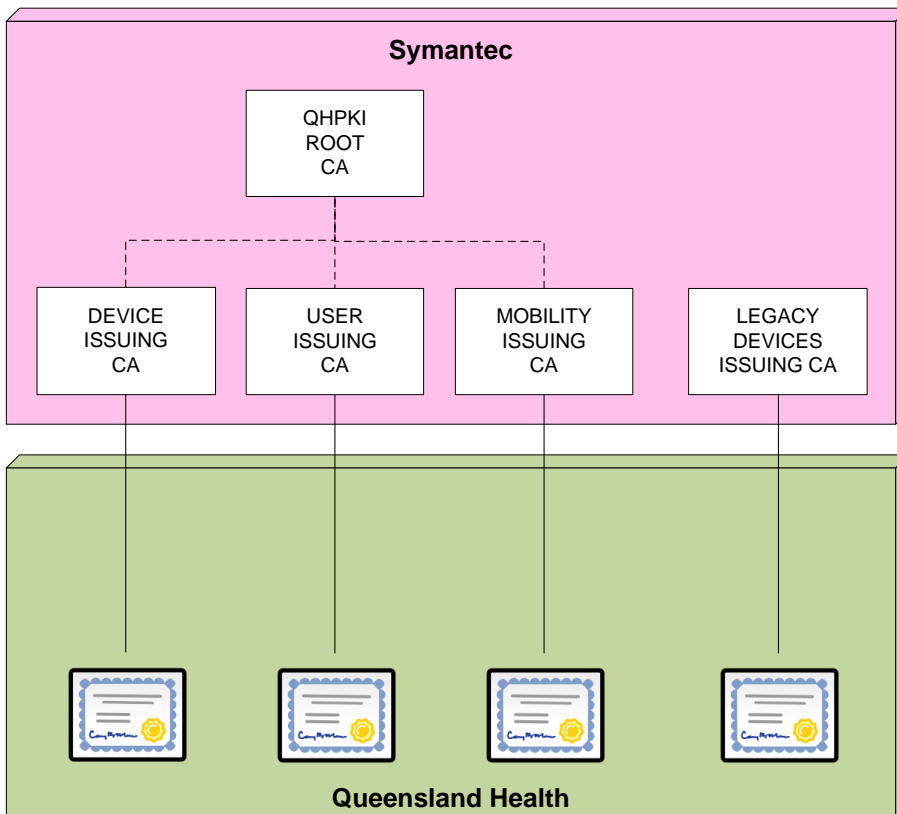 Symantec
QHPKI
ROOT
CA
DEVICE
ISSUING
CA
USER
ISSUING
CA
MOBILITY
ISSUING
CA
LEGACY
DEVICES
ISSUING CA
Queensland Health